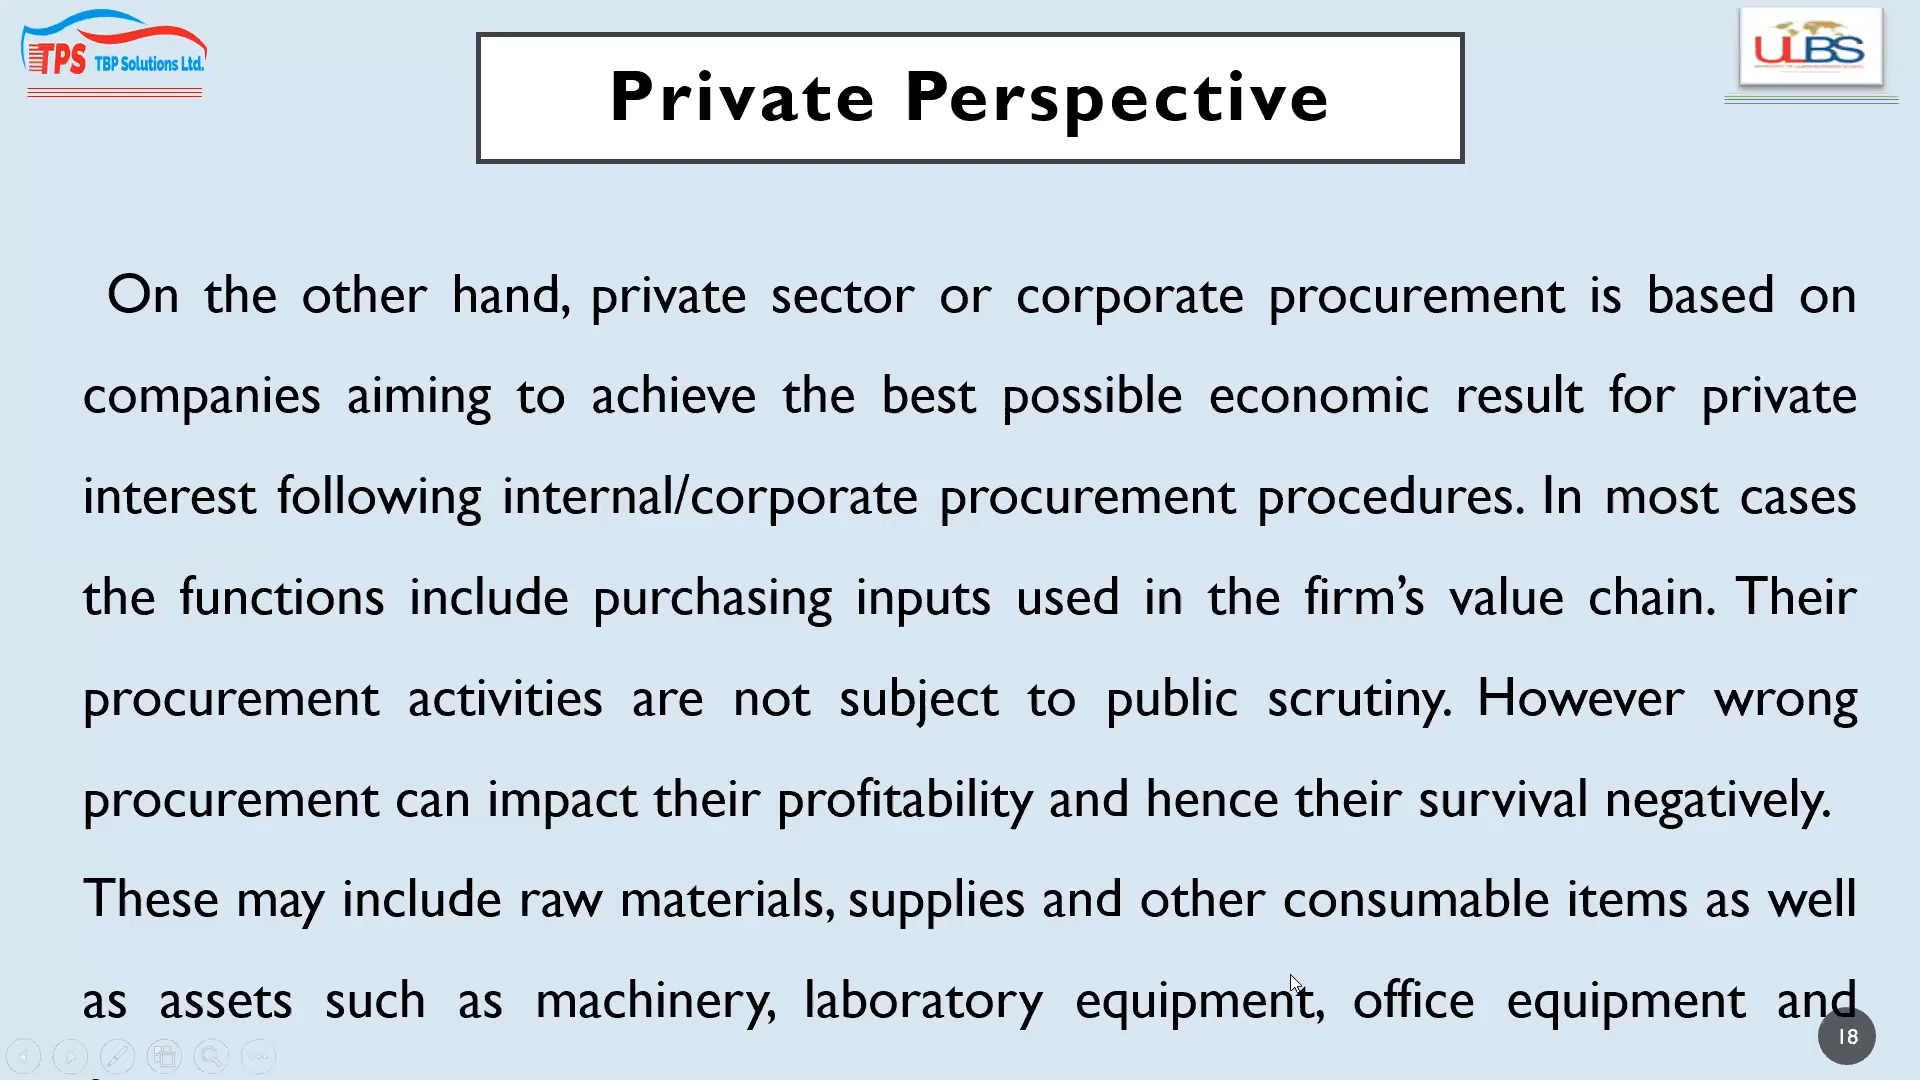 TPS TBP Solutions Ltd.
ULBS
Private Perspective
On the other hand, private sector or corporate procurement is based on
companies aiming to achieve the best possible economic result for private
interest following internal/corporate procurement procedures. In most cases
the functions include purchasing inputs used in the firm’s value chain. Their
procurement activities are not subject to public scrutiny. However wrong
procurement can impact their profitability and hence their survival negatively.
These may include raw materials, supplies and other consumable items as well
as assets such as machinery, laboratory equipment, office equipment and
18